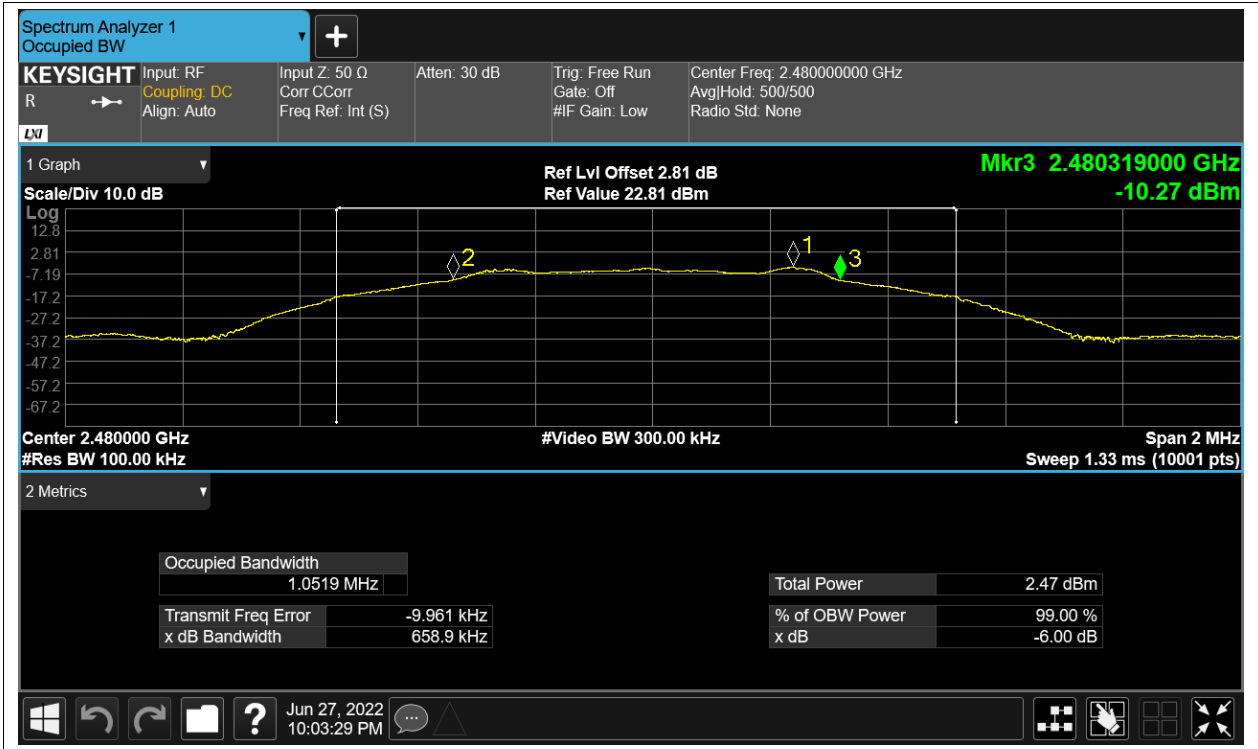 Spectrum Analyzer 1
Occupied BW
+
KEYSIGHT Input: RF Input Z: 50 Ω Atten: 30 dB Trig: Free Run Center Freq: 2.480000000 GHz
R Coupling: DC Corr CCorr Gate: Off Avg|Hold: 500/500
Align: Auto Freq Ref: Int (S) #IF Gain: Low Radio Std: None
LXI
1 Graph
Ref Lvl Offset 2.81 dB Mkr3 2.480319000 GHz
Scale/Div 10.0 dB Ref Value 22.81 dBm -10.27 dBm
Log
12.8
2.81
-7.19
-17.2
-27.2
-37.2
-47.2
-57.2
-67.2
2
1
3
Center 2.480000 GHz #Video BW 300.00 kHz Span 2 MHz
#Res BW 100.00 kHz Sweep 1.33 ms (10001 pts)
2 Metrics
Occupied Bandwidth
1.0519 MHz
Total Power 2.47 dBm
Transmit Freq Error -9.961 kHz % of OBW Power 99.00 %
x dB Bandwidth 658.9 kHz x dB -6.00 dB
? Jun 27, 2022
10:03:29 PM